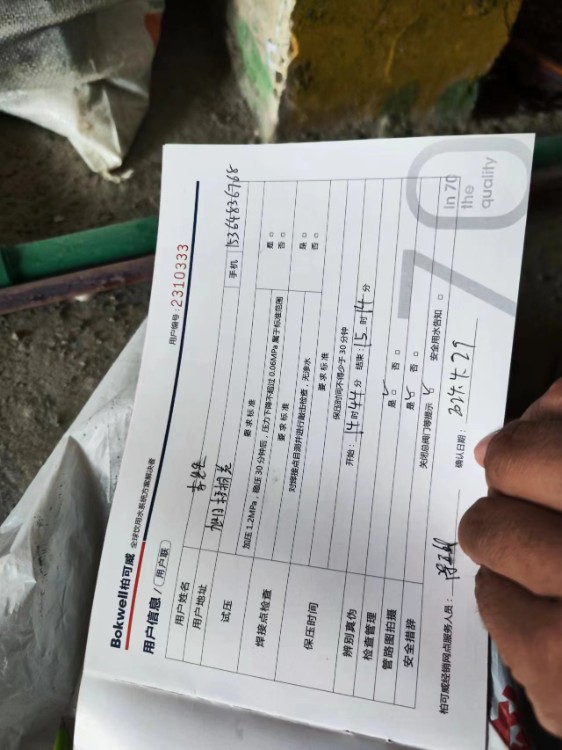 Bokwell柏可威 全球饮用水系统方案解决者
用户信息/(用户联) 用户编号：2310333
用户姓名
用户地址 手机 15364836768
试压 要求标准
加压1.2MPa，稳压30分钟后，压力下降不超过0.06MPa属于标准范围 是□ 否□
焊接点检查 要求标准
对焊接点目测并进行敲击检查，无渗水 是□ 否□
保压时间 要求标准
保压时间不得少于30分钟
开始：14时44分 结束：15时14分
辨别真伪 是□ 否□
检查管理 是□ 否□
管路图拍摄
安全措辞 关闭总阀门等提示□ 安全用水告知□
柏可威经销网点服务人员： 确认日期：
70
in 70
the
quality